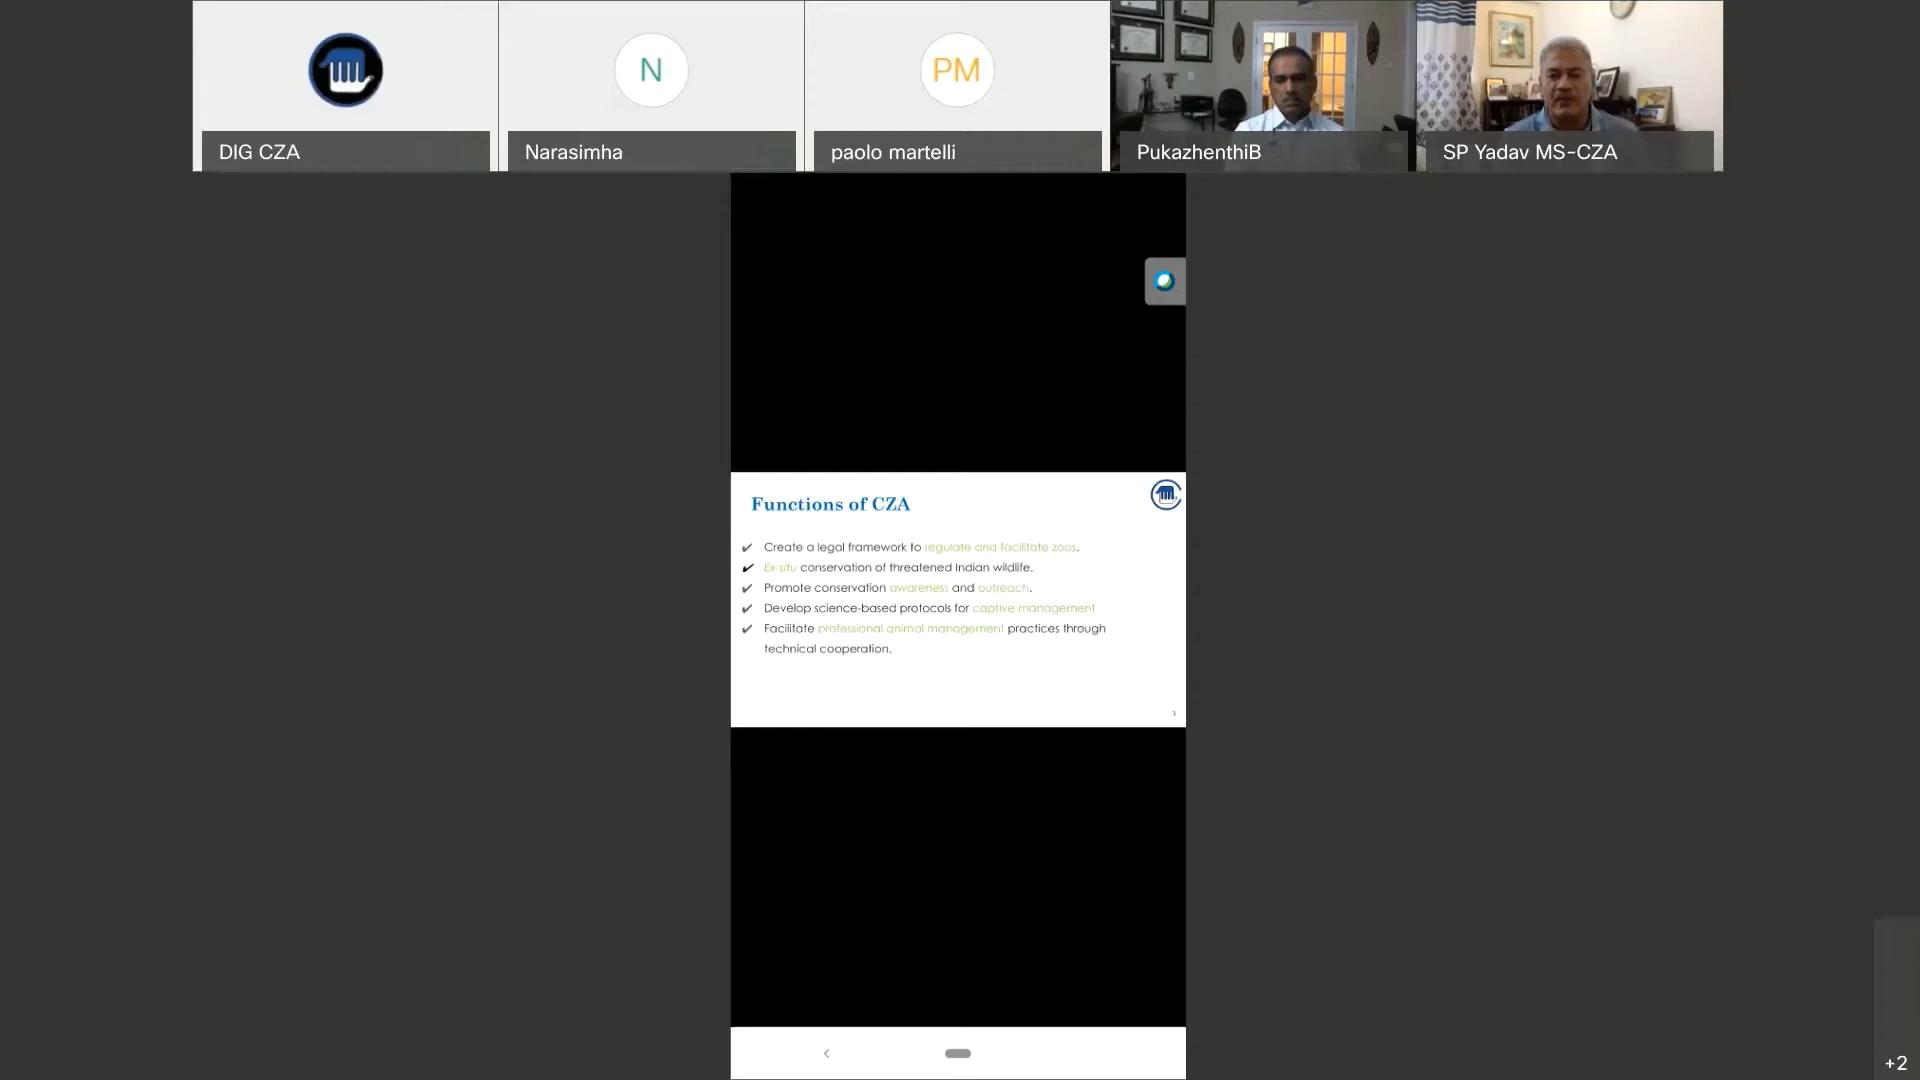 DIG CZA
N
Narasimha
PM
paolo martelli
PukazhenthiB
SP Yadav MS-CZA
Functions of CZA
✔ Create a legal framework to regulate and facilitate zoos.
✔ Ex-situ conservation of threatened Indian wildlife.
✔ Promote conservation awareness and outreach.
✔ Develop science-based protocols for captive management
✔ Facilitate professional animal management practices through
technical cooperation.
3
+2